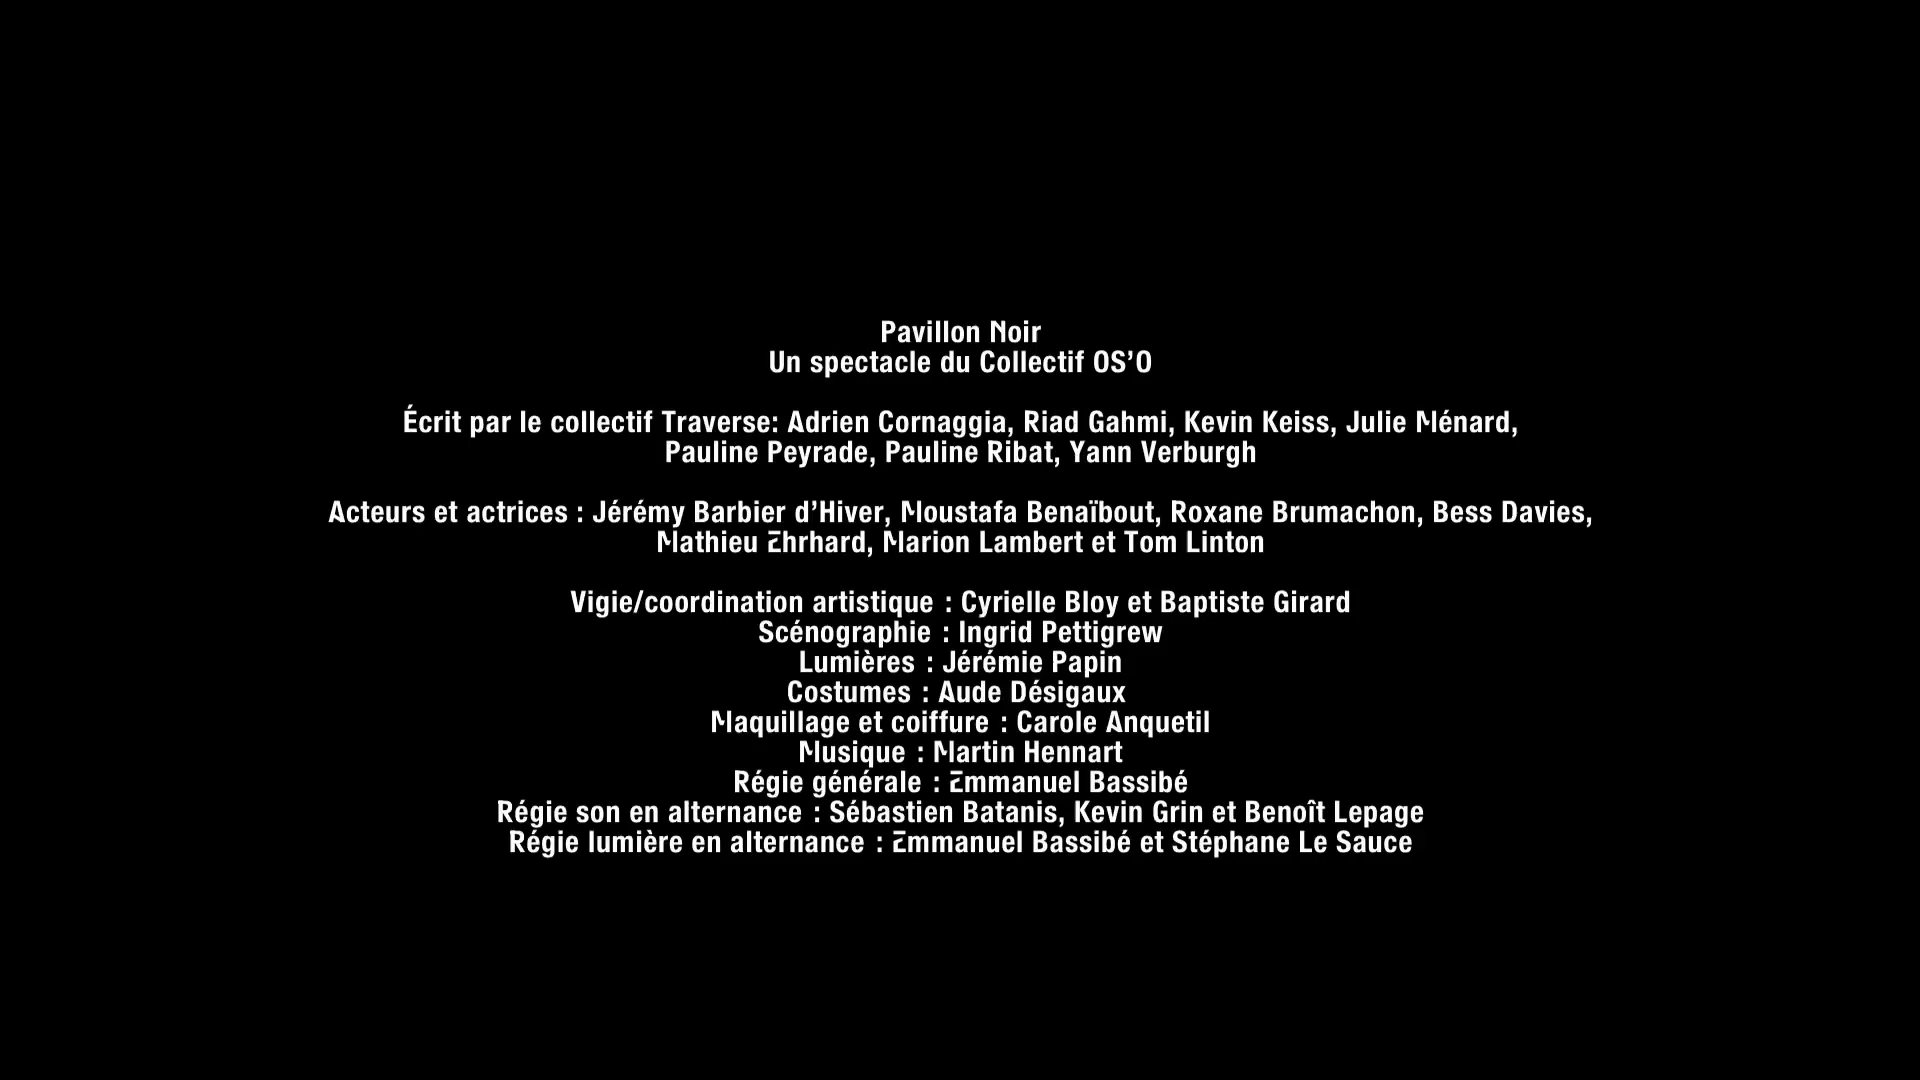 Pavillon Noir
Un spectacle du Collectif OS’O
Écrit par le collectif Traverse: Adrien Cornaggia, Riad Gahmi, Kevin Keiss, Julie Ménard,
Pauline Peyrade, Pauline Ribat, Yann Verburgh
Acteurs et actrices : Jérémy Barbier d’Hiver, Moustafa Benaïbout, Roxane Brumachon, Bess Davies,
Mathieu Ehrhard, Marion Lambert et Tom Linton
Vigie/coordination artistique : Cyrielle Bloy et Baptiste Girard
Scénographie : Ingrid Pettigrew
Lumières : Jérémie Papin
Costumes : Aude Désigaux
Maquillage et coiffure : Carole Anquetil
Musique : Martin Hennart
Régie générale : Emmanuel Bassibé
Régie son en alternance : Sébastien Batanis, Kevin Grin et Benoît Lepage
Régie lumière en alternance : Emmanuel Bassibé et Stéphane Le Sauce